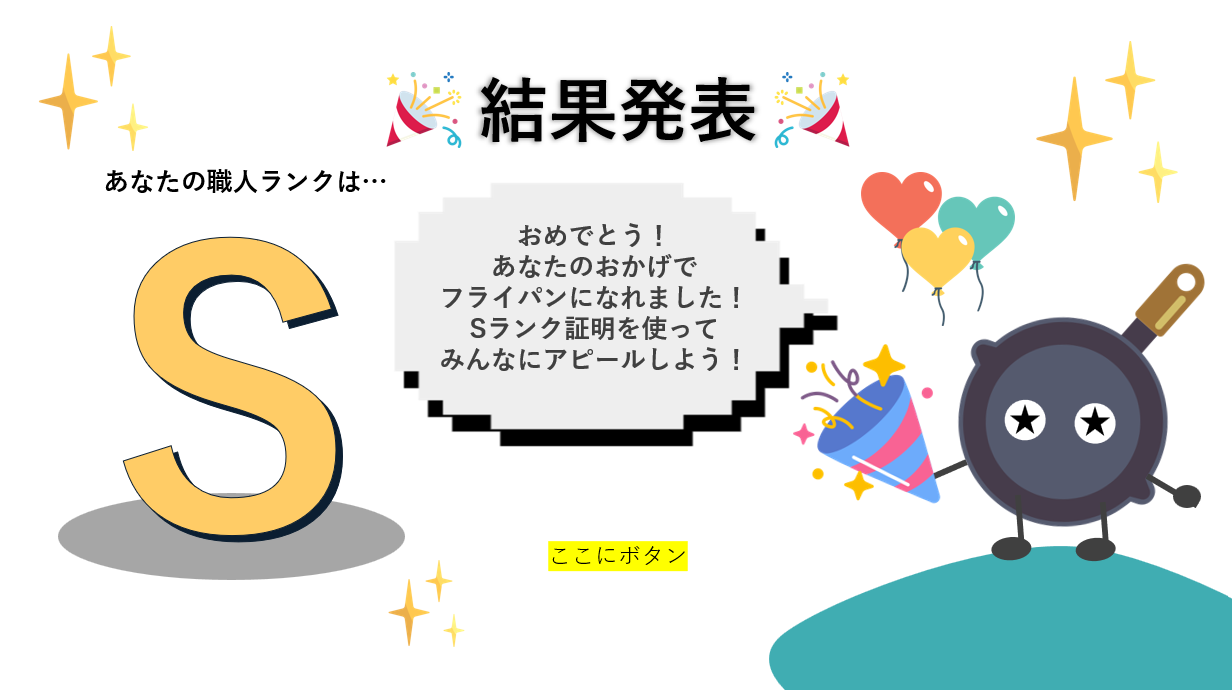 結果発表
あなたの職人ランクは…
S
おめでとう！
あなたのおかげで
フライパンになれました！
Sランク証明を使って
みんなにアピールしよう！
ここにボタン